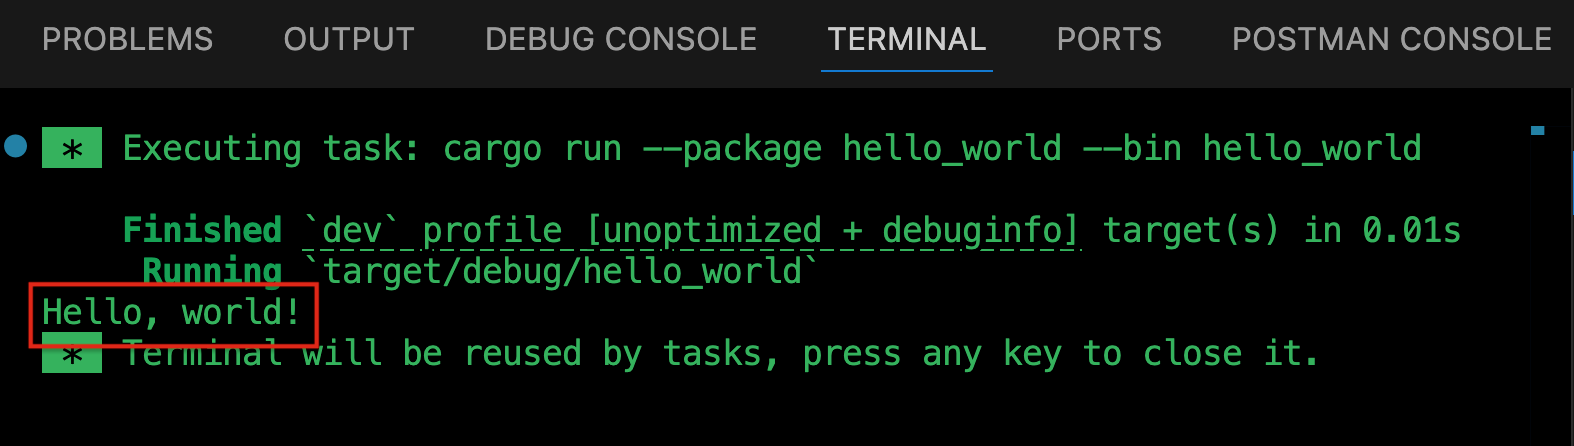 PROBLEMS OUTPUT DEBUG CONSOLE TERMINAL PORTS POSTMAN CONSOLE
* Executing task: cargo run --package hello_world --bin hello_world
Finished `dev` profile [unoptimized + debuginfo] target(s) in 0.01s
Running `target/debug/hello_world`
Hello, world!
* Terminal will be reused by tasks, press any key to close it.